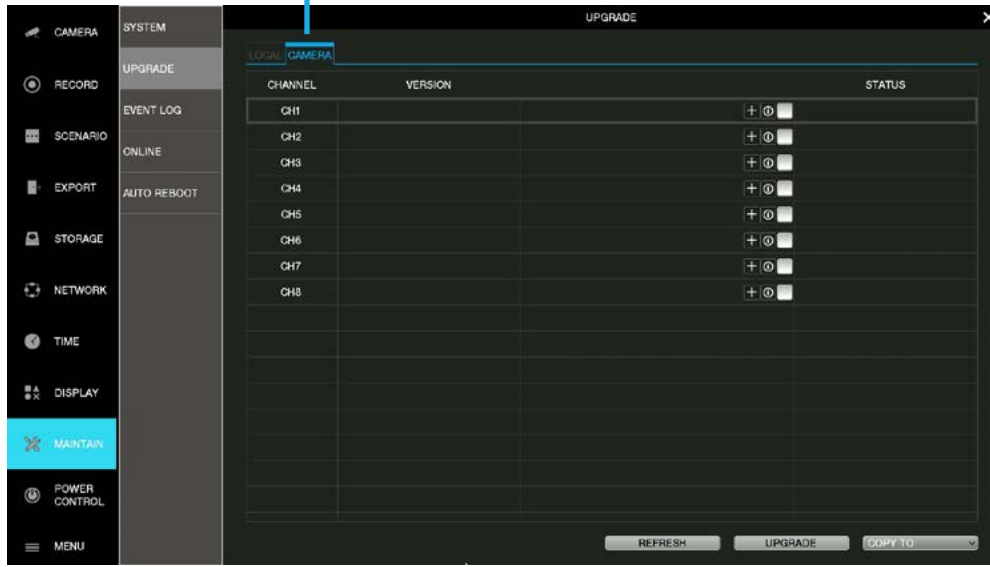 CAMERA
RECORD
SCENARIO
EXPORT
STORAGE
NETWORK
TIME
DISPLAY
MAINTAIN
POWER
CONTROL
MENU
SYSTEM
UPGRADE
EVENT LOG
ONLINE
AUTO REBOOT
UPGRADE
LOCAL CAMERA
CHANNEL VERSION STATUS
CH1
CH2
CH3
CH4
CH5
CH6
CH7
CH8
REFRESH UPGRADE COPY TO